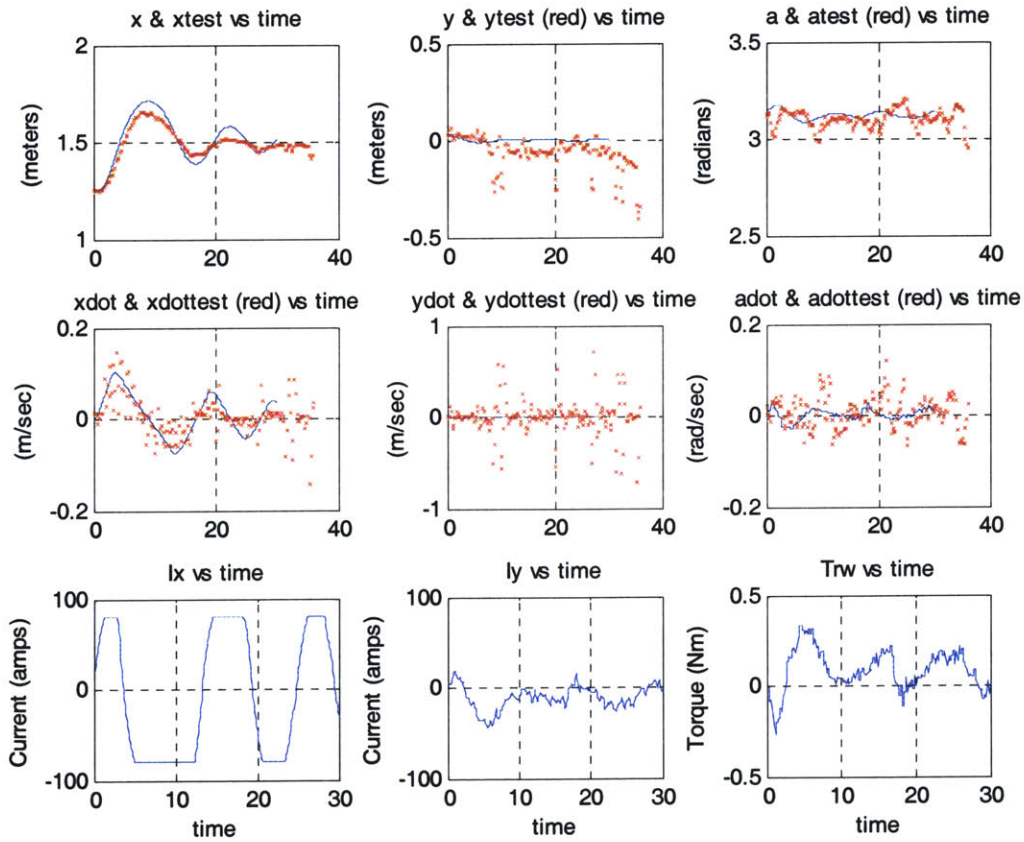 x & xtest vs time
y & ytest (red) vs time
a & atest (red) vs time
2
1.5
1
(meters)
0
20
40
0.5
0
-0.5
(meters)
0
20
40
3.5
3
2.5
(radians)
0
20
40
xdot & xdottest (red) vs time
ydot & ydottest (red) vs time
adot & adottest (red) vs time
0.2
0
-0.2
(m/sec)
0
20
40
1
0
-1
(m/sec)
0
20
40
0.2
0
-0.2
(rad/sec)
0
20
40
Ix vs time
Iy vs time
Trw vs time
100
0
-100
Current (amps)
0
10
20
30
time
100
0
-100
Current (amps)
0
10
20
30
time
0.5
0
-0.5
Torque (Nm)
0
10
20
30
time